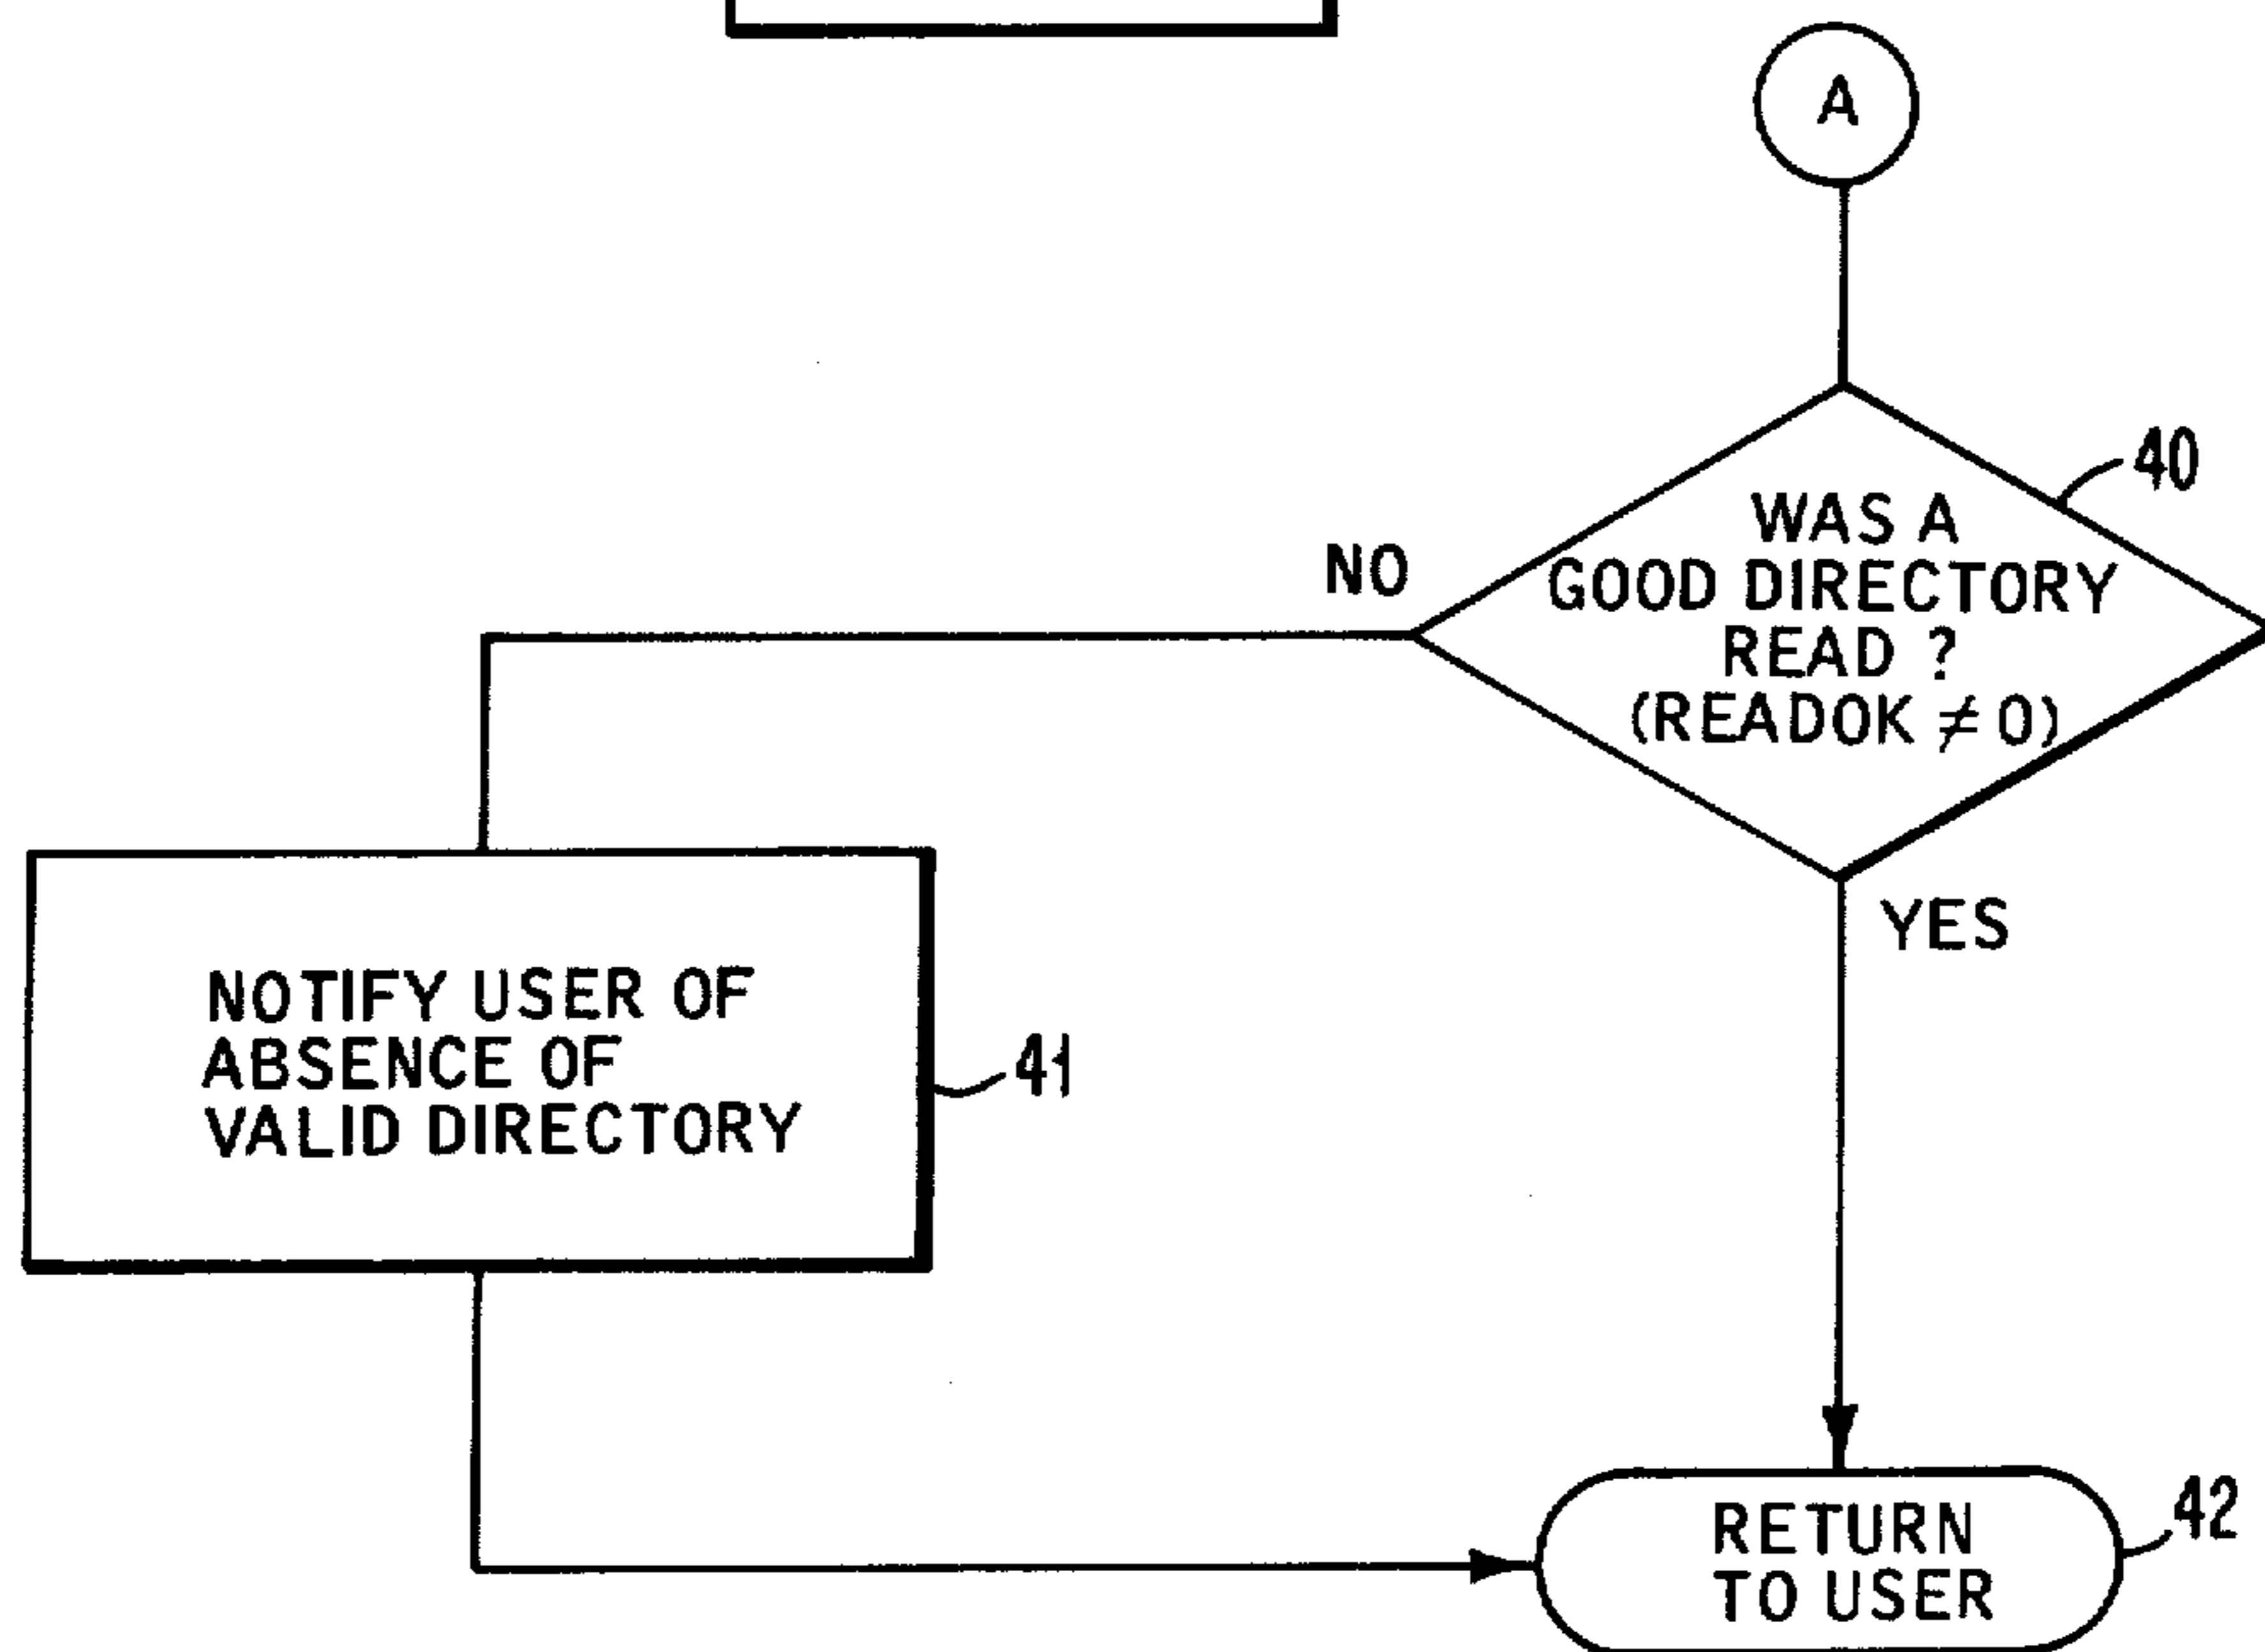 A
40
WAS A
GOOD DIRECTORY
READ ?
(READOK ≠ 0)
NO
YES
NOTIFY USER OF
ABSENCE OF
VALID DIRECTORY
41
RETURN
TO USER
42